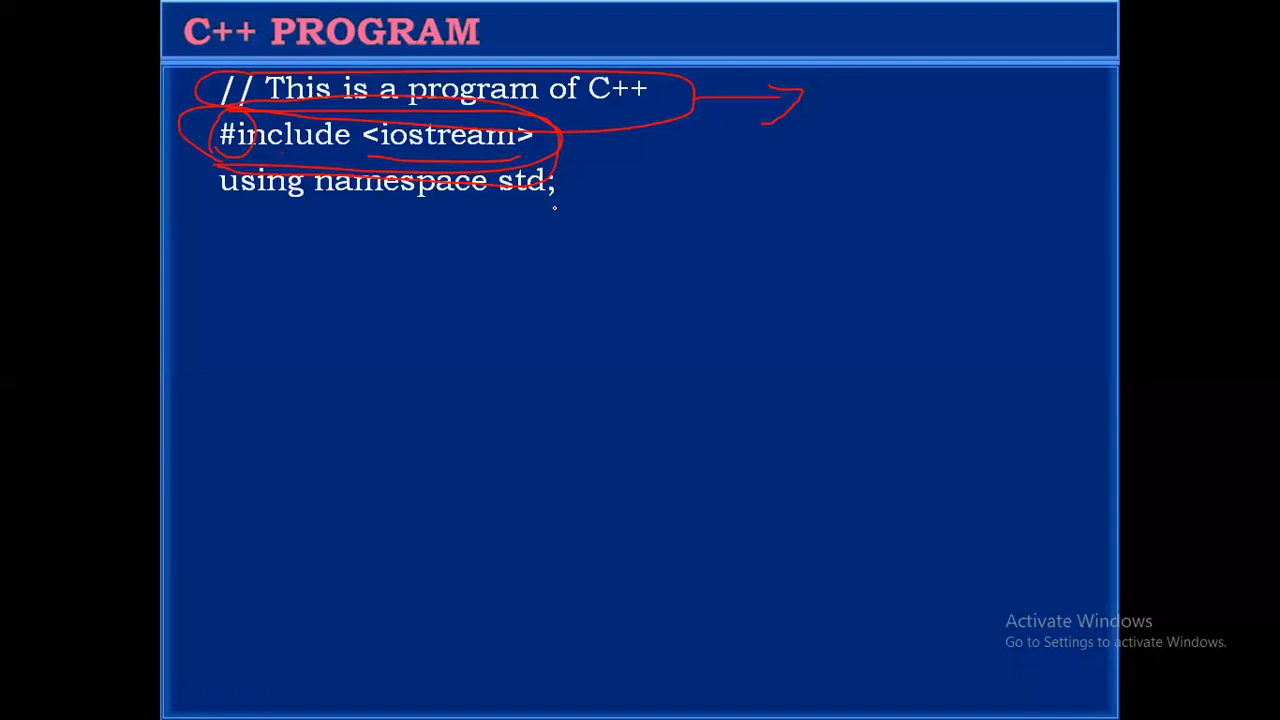 C++ PROGRAM
// This is a program of C++
#include <iostream>
using namespace std;
Activate Windows
Go to Settings to activate Windows.